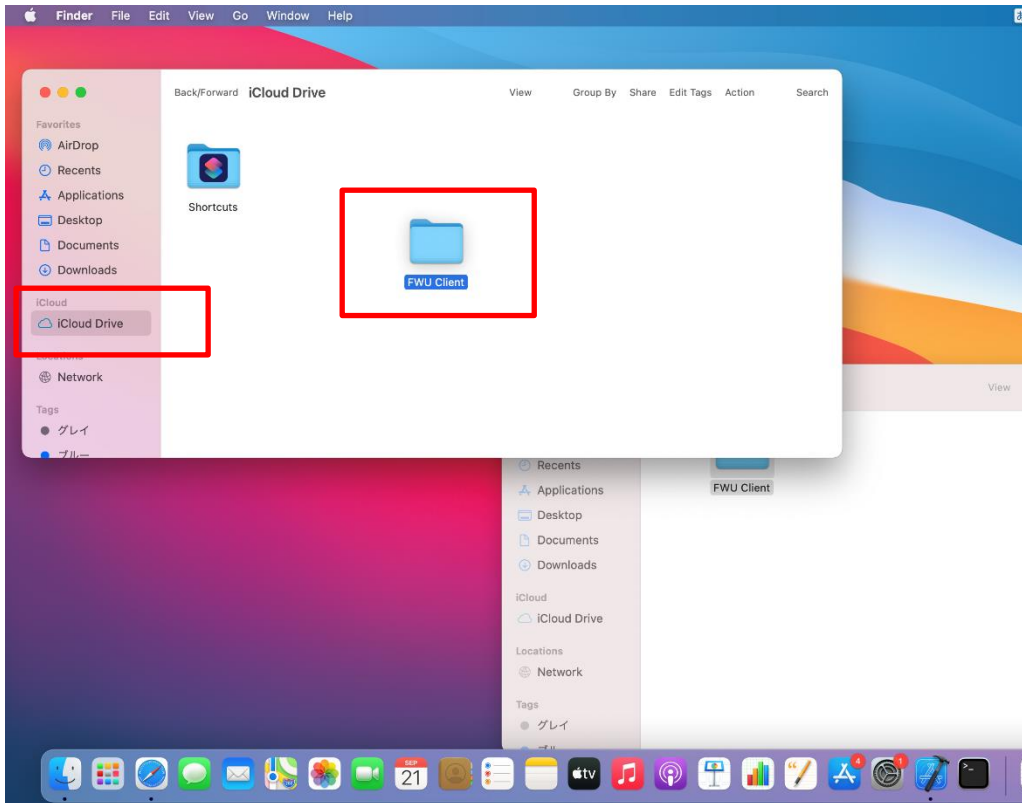 Finder File Edit View Go Window Help
Back/Forward iCloud Drive View Group By Share Edit Tags Action Search
Favorites
AirDrop
Recents
Applications
Desktop
Documents
Downloads
iCloud
iCloud Drive
Network
Tags
グレイ
ブルー
Shortcuts
FWU Client
View
Recents
Applications
Desktop
Documents
Downloads
iCloud
iCloud Drive
Locations
Network
Tags
グレイ
FWU Client
SEP
21
tv
4
1